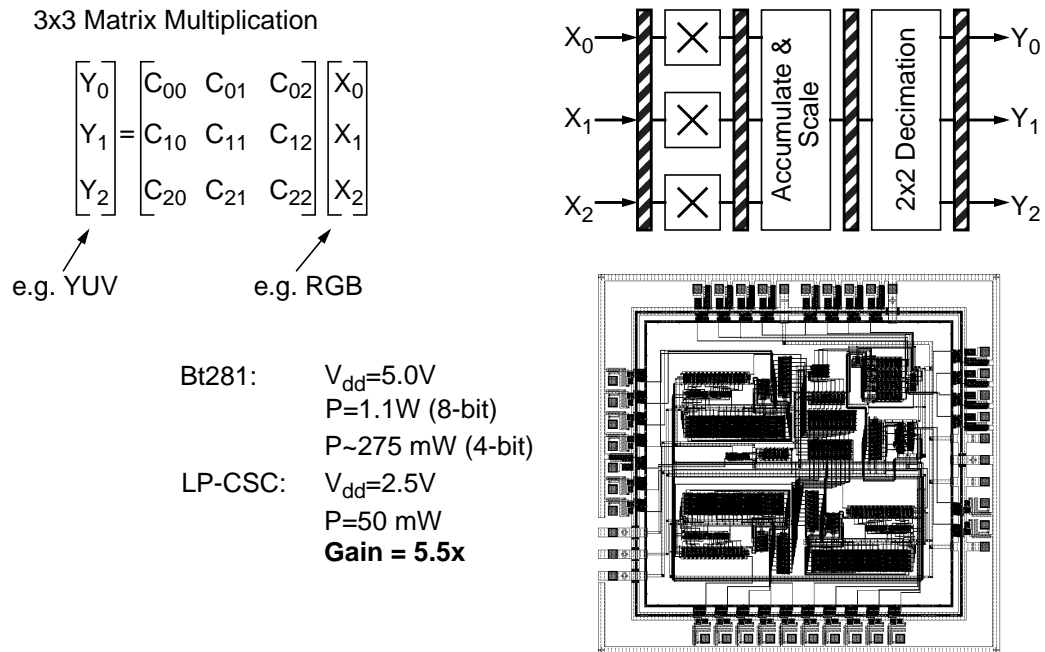 3x3 Matrix Multiplication
Y0 C00 C01 C02 X0
Y1 = C10 C11 C12 X1
Y2 C20 C21 C22 X2
e.g. YUV e.g. RGB
X0 Y0
X1 Y1
X2 Y2
Accumulate &
Scale
2x2 Decimation
Bt281: Vdd=5.0V
P=1.1W (8-bit)
P~275 mW (4-bit)
LP-CSC: Vdd=2.5V
P=50 mW
Gain = 5.5x